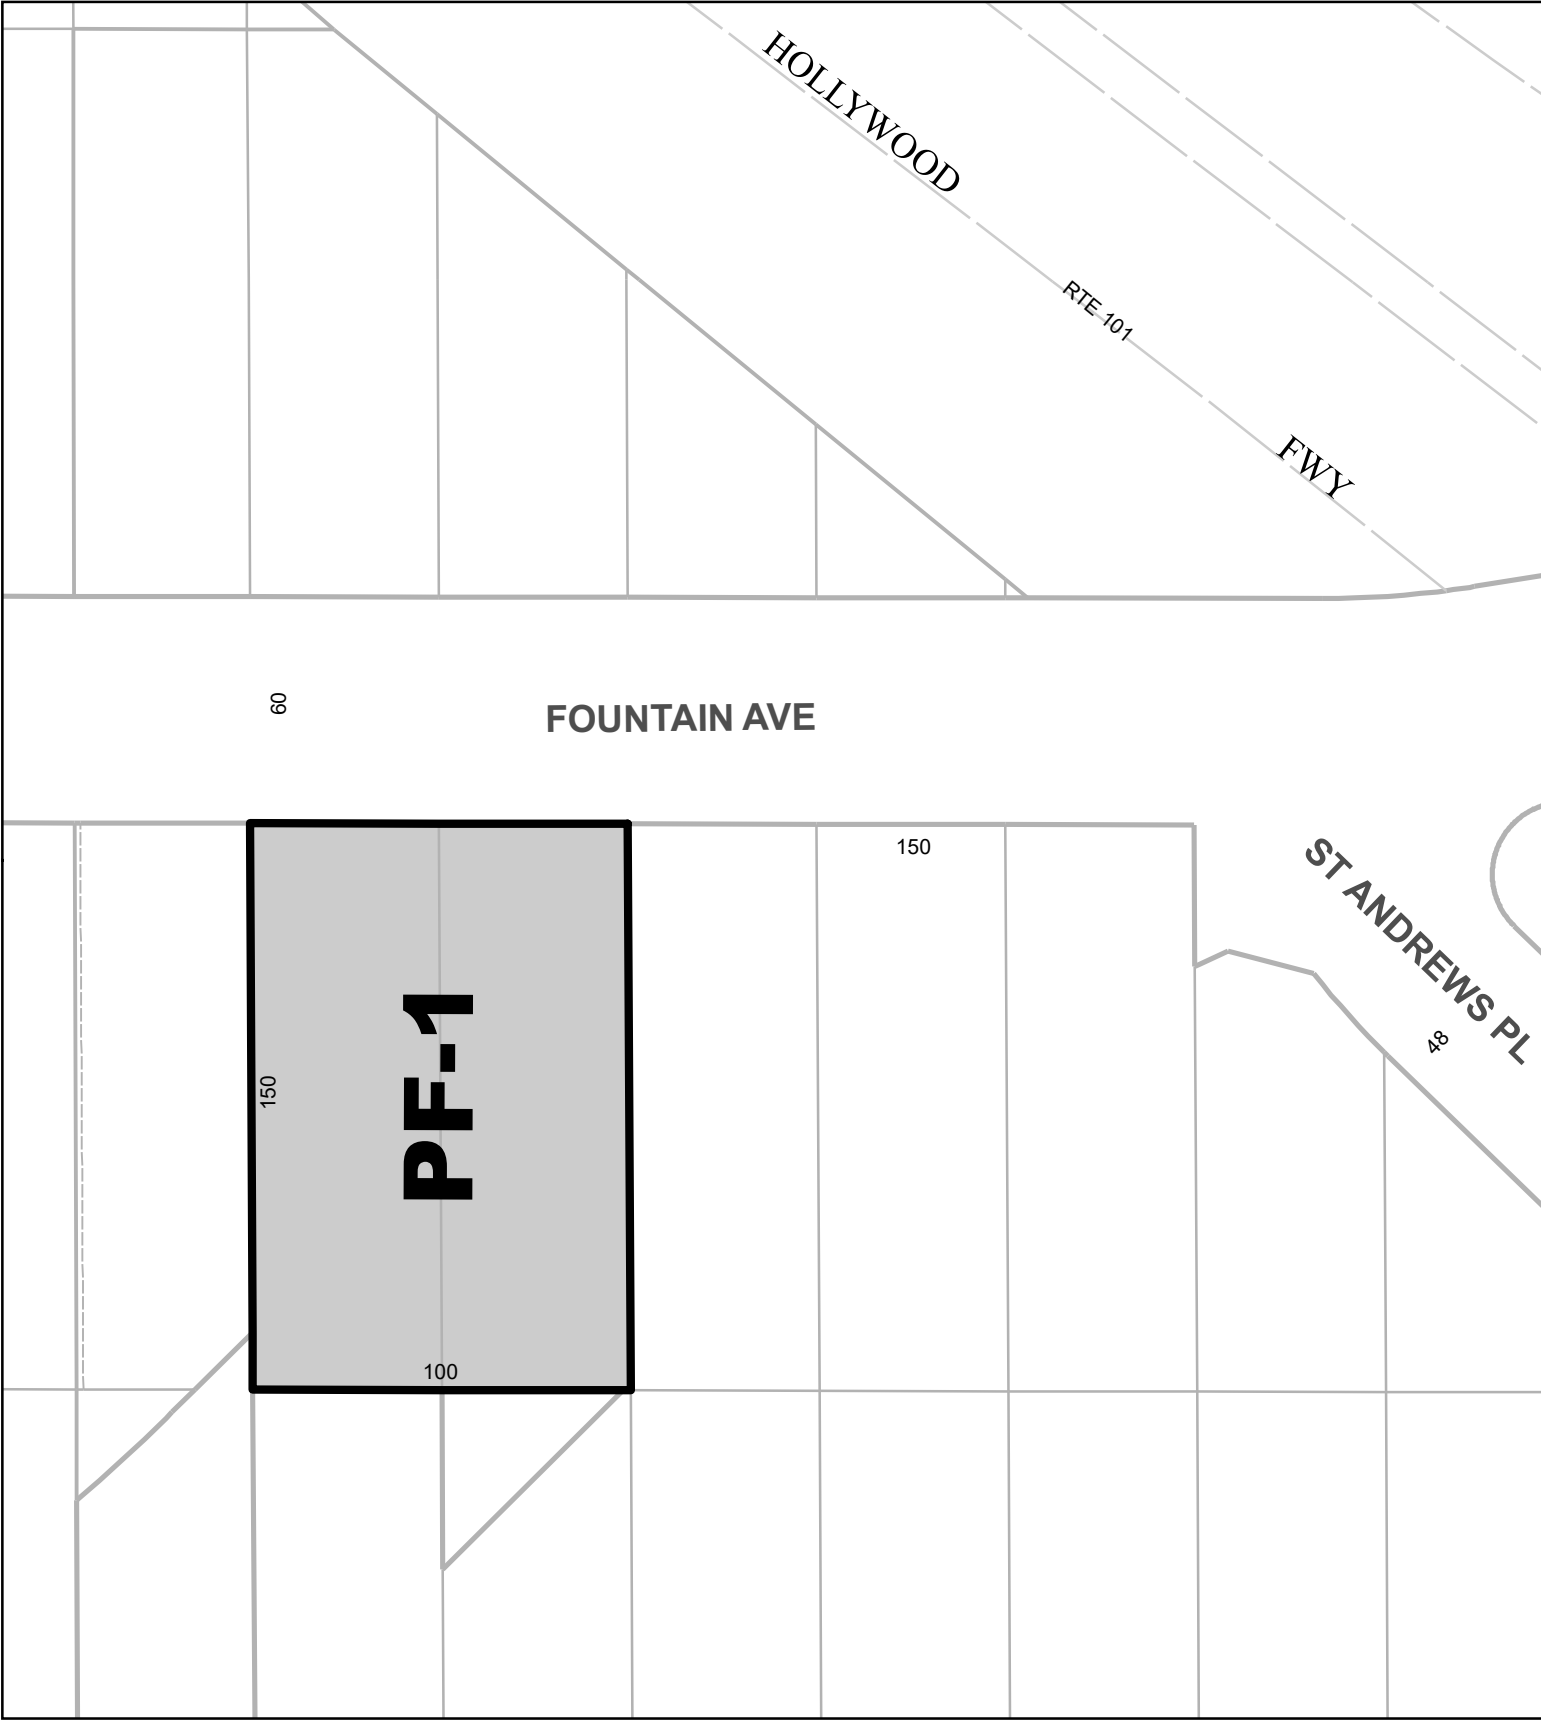 HOLLYWOOD
RTE 101
FWY
60
FOUNTAIN AVE
150
ST ANDREWS PL
48
150
PF-1
100